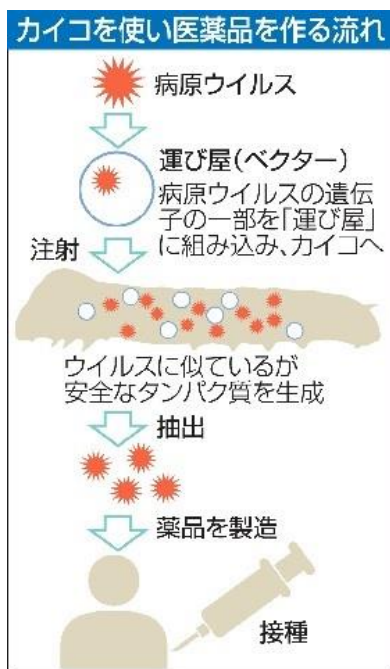 カイコを使い医薬品を作る流れ
病原ウイルス
運び屋(ベクター)
病原ウイルスの遺伝
子の一部を「運び屋」
に組み込み、カイコへ
注射
ウイルスに似ているが
安全なタンパク質を生成
抽出
薬品を製造
接種